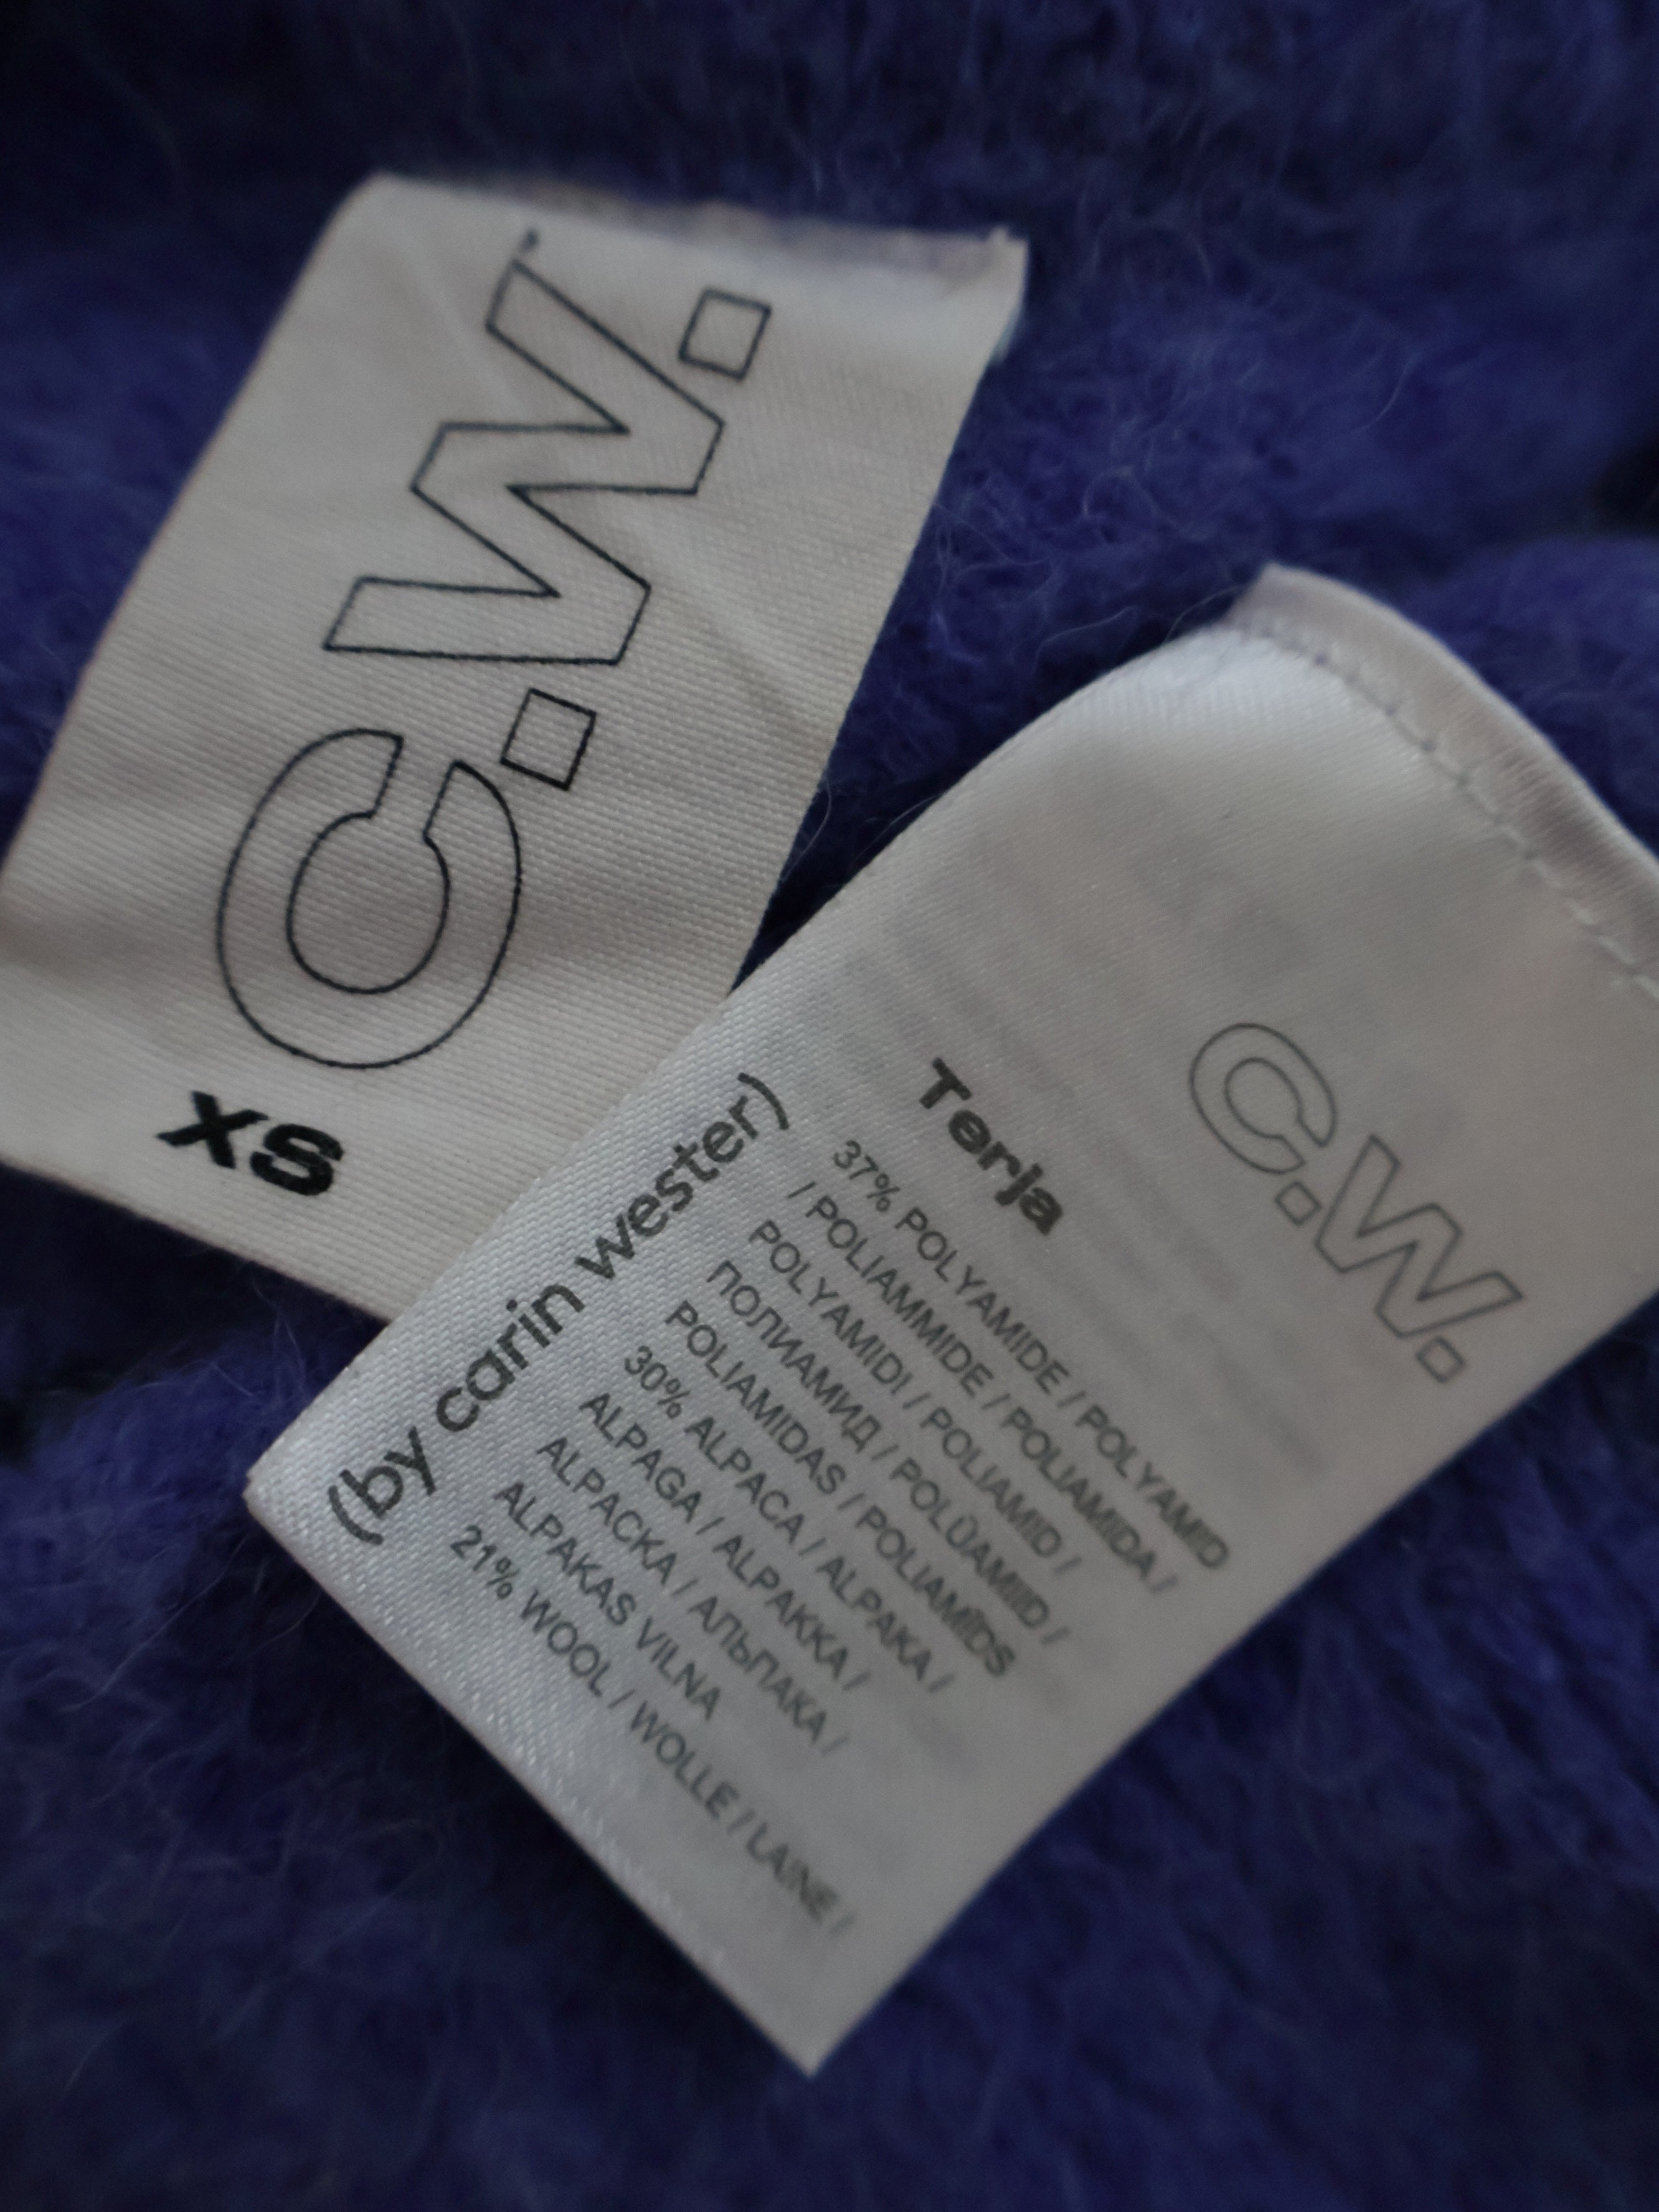 C.W.
XS
C.W.
Terja
37% POLYAMIDE / POLYAMID
/ POLIAMMIDE / POLIAMIDA /
POLYAMIDI / POLIAMID /
ПОЛИАМИД / POLÜAMIID /
POLIAMIDAS / POLIAMĪDS
30% ALPACA / ALPAKA /
ALPAGA / ALPAKKA /
ALPACKA / АЛЬПАКА /
ALPAKAS VILNA
21% WOOL / WOLLE / LAINE /
(by carin wester)